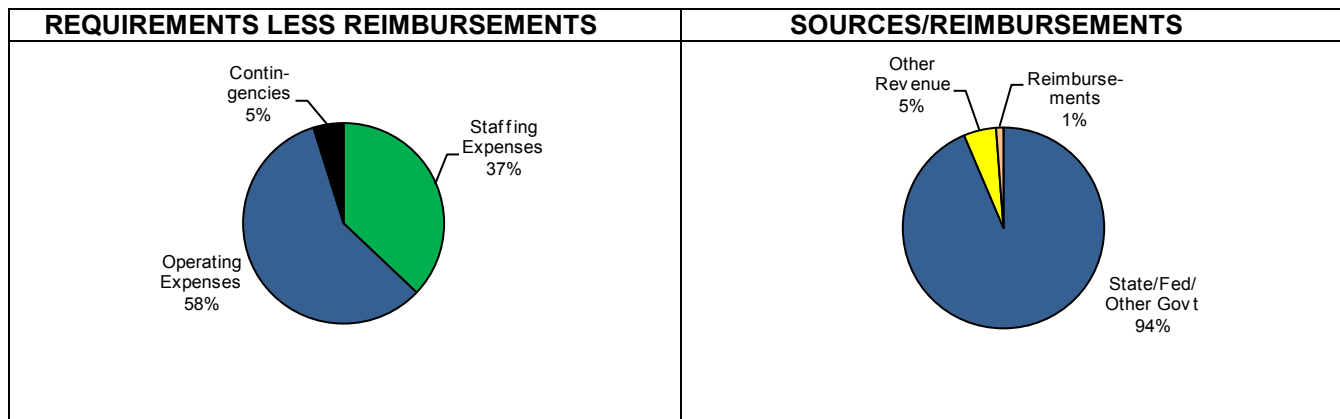 REQUIREMENTS LESS REIMBURSEMENTS
Contin-
gencies
5%
Staffing
Expenses
37%
Operating
Expenses
58%
SOURCES/REIMBURSEMENTS
Other
Revenue
5%
Reimburse-
ments
1%
State/Fed/
Other Govt
94%